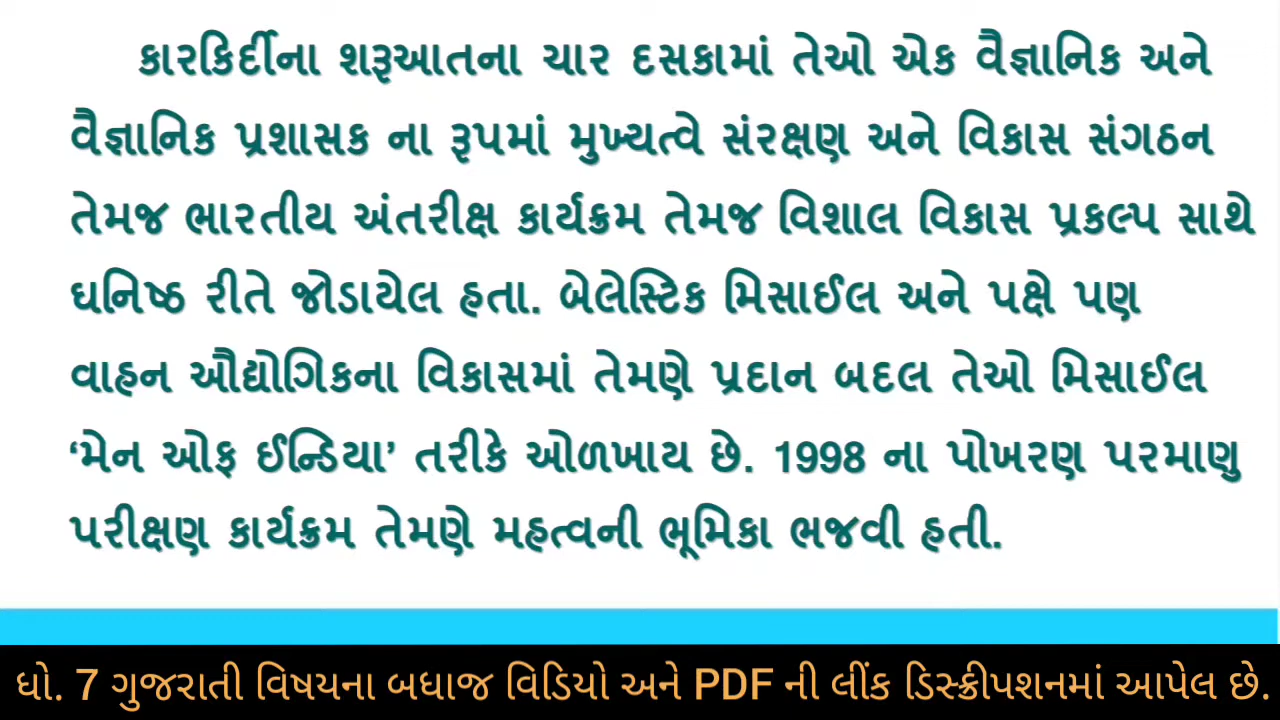 કારકિર્દીના શરૂઆતના ચાર દસકામાં તેઓ એક વૈજ્ઞાનિક અને
વૈજ્ઞાનિક પ્રશાસક ના રૂપમાં મુખ્યત્વે સંરક્ષણ અને વિકાસ સંગઠન
તેમજ ભારતીય અંતરીક્ષ કાર્યક્રમ તેમજ વિશાલ વિકાસ પ્રકલ્પ સાથે
ઘનિષ્ઠ રીતે જોડાયેલ હતા. બેલેસ્ટિક મિસાઈલ અને પક્ષે પણ
વાહન ઔદ્યોગિકના વિકાસમાં તેમણે પ્રદાન બદલ તેઓ મિસાઈલ
‘મેન ઓફ ઈન્ડિયા’ તરીકે ઓળખાય છે. 1998 ના પોખરણ પરમાણુ
પરીક્ષણ કાર્યક્રમ તેમણે મહત્વની ભૂમિકા ભજવી હતી.
ધો. 7 ગુજરાતી વિષયના બધાજ વિડિયો અને PDF ની લીંક ડિસ્ક્રીપશનમાં આપેલ છે.